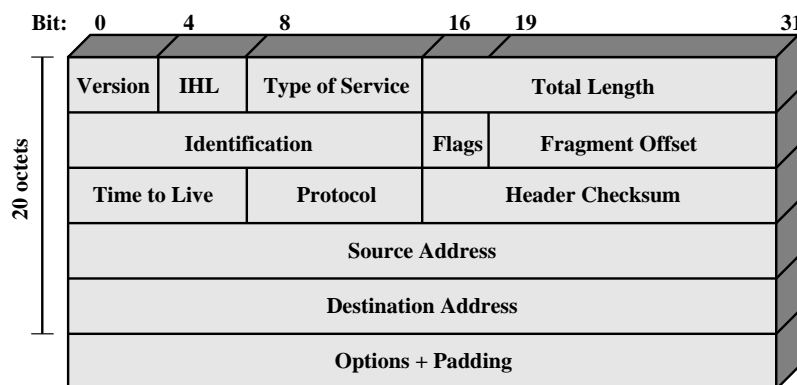 Bit: 0 4 8 16 19 31
Version IHL Type of Service Total Length
Identification Flags Fragment Offset
Time to Live Protocol Header Checksum
Source Address
Destination Address
Options + Padding
20 octets